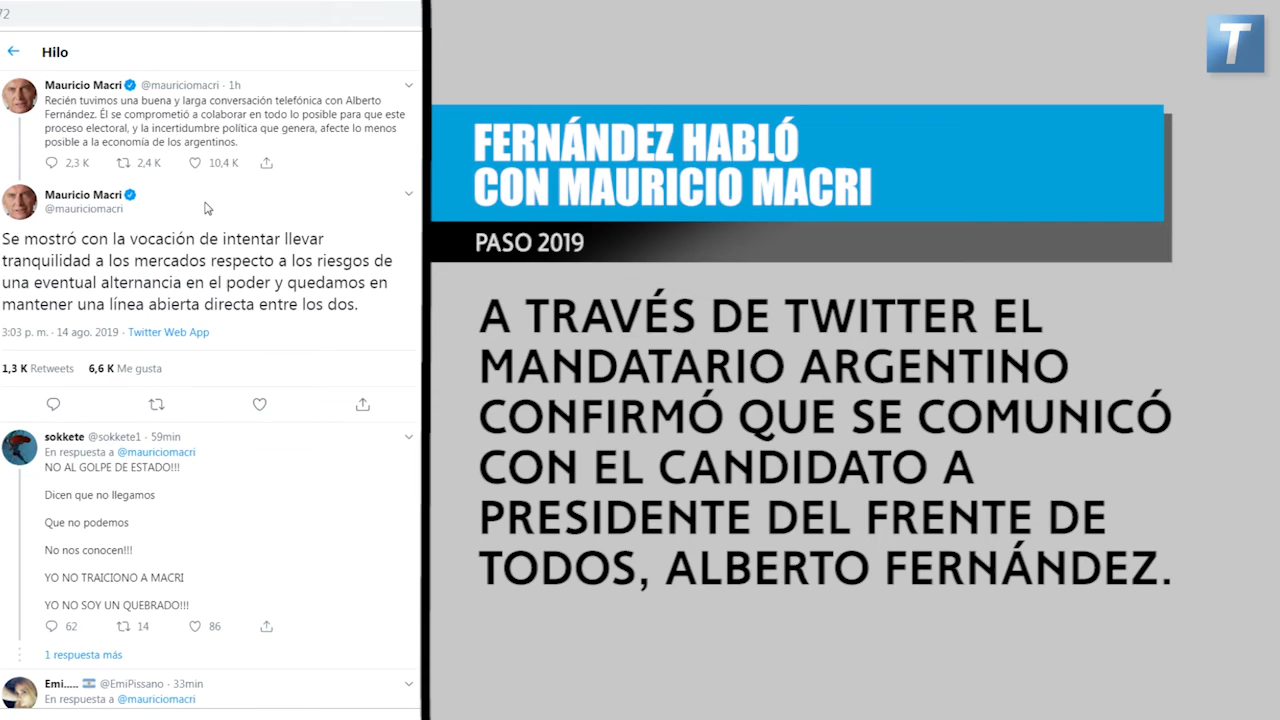 72
Hilo
Mauricio Macri @mauriciomacri · 1h
Recién tuvimos una buena y larga conversación telefónica con Alberto
Fernández. Él se comprometió a colaborar en todo lo posible para que este
proceso electoral, y la incertidumbre política que genera, afecte lo menos
posible a la economía de los argentinos.
2,3 K 2,4 K 10,4 K
Mauricio Macri
@mauriciomacri
Se mostró con la vocación de intentar llevar
tranquilidad a los mercados respecto a los riesgos de
una eventual alternancia en el poder y quedamos en
mantener una línea abierta directa entre los dos.
3:03 p. m. · 14 ago. 2019 · Twitter Web App
1,3 K Retweets 6,6 K Me gusta
sokkete @sokkete1 · 59min
En respuesta a @mauriciomacri
NO AL GOLPE DE ESTADO!!!
Dicen que no llegamos
Que no podemos
No nos conocen!!!
YO NO TRAICIONO A MACRI
YO NO SOY UN QUEBRADO!!!
62 14 86
1 respuesta más
Emi..... @EmiPissano · 33min
En respuesta a @mauriciomacri
T
FERNÁNDEZ HABLÓ
CON MAURICIO MACRI
PASO 2019
A TRAVÉS DE TWITTER EL
MANDATARIO ARGENTINO
CONFIRMÓ QUE SE COMUNICÓ
CON EL CANDIDATO A
PRESIDENTE DEL FRENTE DE
TODOS, ALBERTO FERNÁNDEZ.